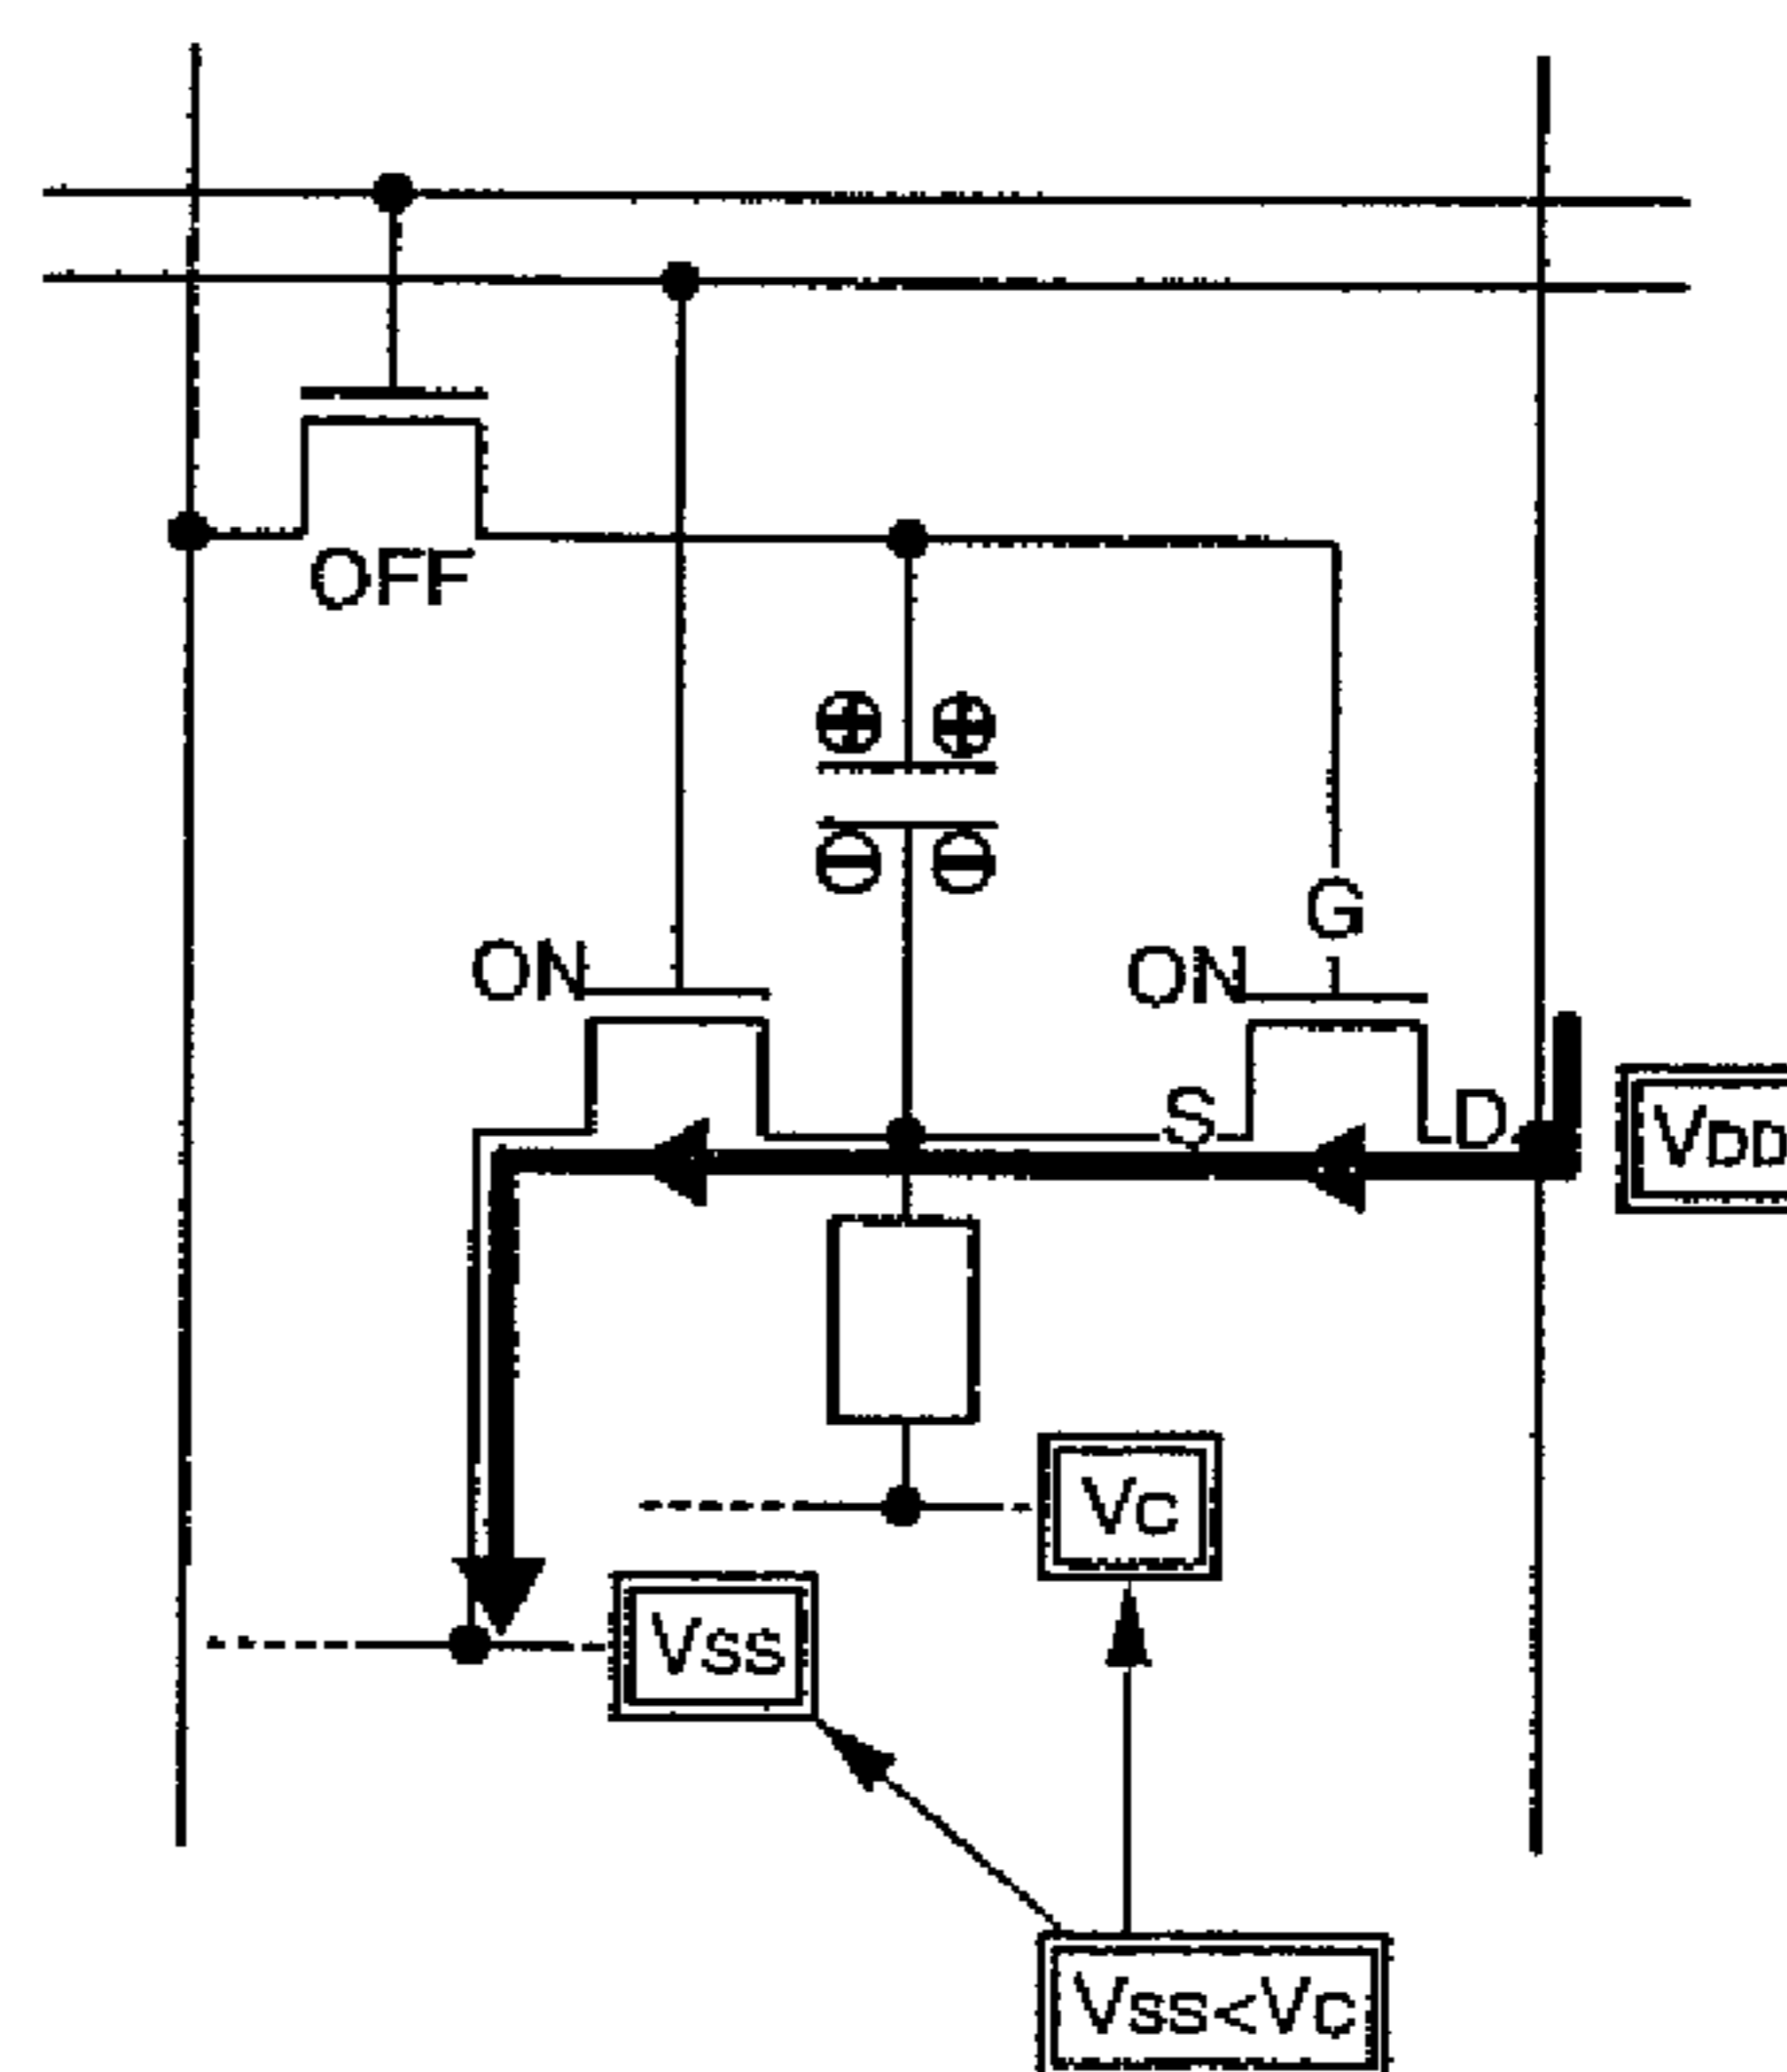 OFF
⊕ ⊕
⊖ ⊖
G
ON
ON
S
D
VDD
VC
VSS
VSS<VC